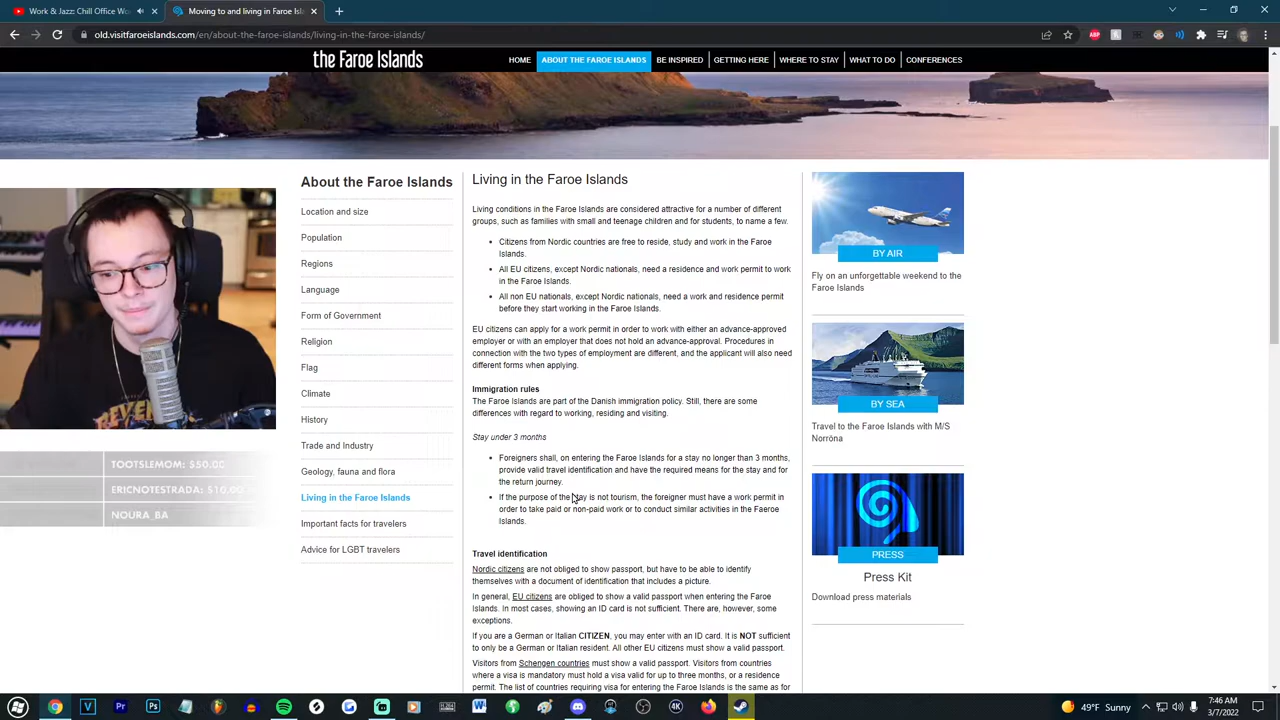 Work & Jazz: Chill Office Wo
Moving to and living in Faroe Isl
old.visitfaroeislands.com/en/about-the-faroe-islands/living-in-the-faroe-islands/
the Faroe Islands
HOME
ABOUT THE FAROE ISLANDS
BE INSPIRED
GETTING HERE
WHERE TO STAY
WHAT TO DO
CONFERENCES
About the Faroe Islands
Location and size
Population
Regions
Language
Form of Government
Religion
Flag
Climate
History
Trade and Industry
Geology, fauna and flora
Living in the Faroe Islands
Important facts for travelers
Advice for LGBT travelers
Living in the Faroe Islands
Living conditions in the Faroe Islands are considered attractive for a number of different
groups, such as families with small and teenage children and for students, to name a few.
Citizens from Nordic countries are free to reside, study and work in the Faroe
Islands.
All EU citizens, except Nordic nationals, need a residence and work permit to work
in the Faroe Islands.
All non EU nationals, except Nordic nationals, need a work and residence permit
before they start working in the Faroe Islands.
EU citizens can apply for a work permit in order to work with either an advance-approved
employer or with an employer that does not hold an advance-approval. Procedures in
connection with the two types of employment are different, and the applicant will also need
different forms when applying.
Immigration rules
The Faroe Islands are part of the Danish immigration policy. Still, there are some
differences with regard to working, residing and visiting.
Stay under 3 months
Foreigners shall, on entering the Faroe Islands for a stay no longer than 3 months,
provide valid travel identification and have the required means for the stay and for
the return journey.
If the purpose of the stay is not tourism, the foreigner must have a work permit in
order to take paid or non-paid work or to conduct similar activities in the Faeroe
Islands.
Travel identification
Nordic citizens are not obliged to show passport, but have to be able to identify
themselves with a document of identification that includes a picture.
In general, EU citizens are obliged to show a valid passport when entering the Faroe
Islands. In most cases, showing an ID card is not sufficient. There are, however, some
exceptions.
If you are a German or Italian CITIZEN, you may enter with an ID card. It is NOT sufficient
to only be a German or Italian resident. All other EU citizens must show a valid passport.
Visitors from Schengen countries must show a valid passport. Visitors from countries
where a visa is mandatory must hold a visa valid for up to three months, or a residence
permit. The list of countries requiring visa for entering the Faroe Islands is the same as for
BY AIR
Fly on an unforgettable weekend to the
Faroe Islands
BY SEA
Travel to the Faroe Islands with M/S
Norröna
PRESS
Press Kit
Download press materials
TOOTSLEMOM: $50.00
ERICNOTESTRADA: $10.00
NOURA_BA
49°F Sunny
7:46 AM
3/7/2022